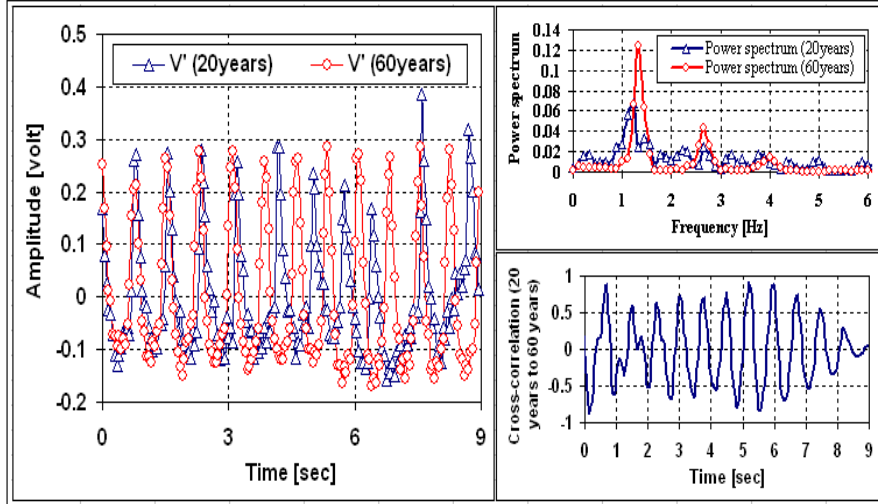 0.5
0.4
0.3
0.2
0.1
0
-0.1
-0.2
Amplitude [volt]
V' (20years) V' (60years)
0 3 6 9
Time [sec]
0.14
0.12
0.1
0.08
0.06
0.04
0.02
0
Power spectrum
Power spectrum (20years)
Power spectrum (60years)
0 1 2 3 4 5 6
Frequency [Hz]
1
0.5
0
-0.5
-1
Cross-correlation (20
years to 60 years)
0 1 2 3 4 5 6 7 8 9
Time [sec]